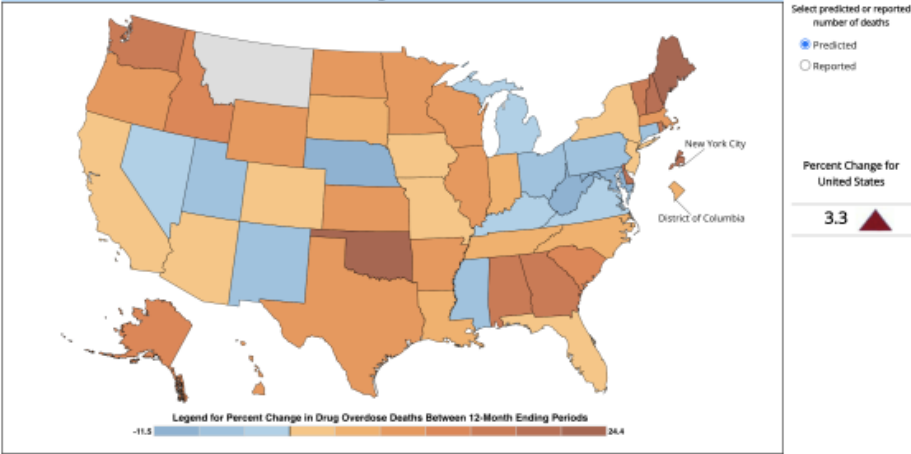 Select predicted or reported
number of deaths
Predicted
Reported
New York City
District of Columbia
Percent Change for
United States
3.3
Legend for Percent Change in Drug Overdose Deaths Between 12-Month Ending Periods
-11.5
24.4